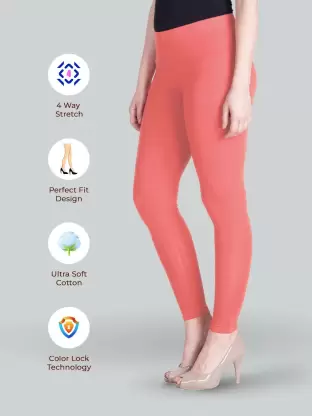 4 Way
Stretch
Perfect Fit
Design
Ultra Soft
Cotton
Color Lock
Technology